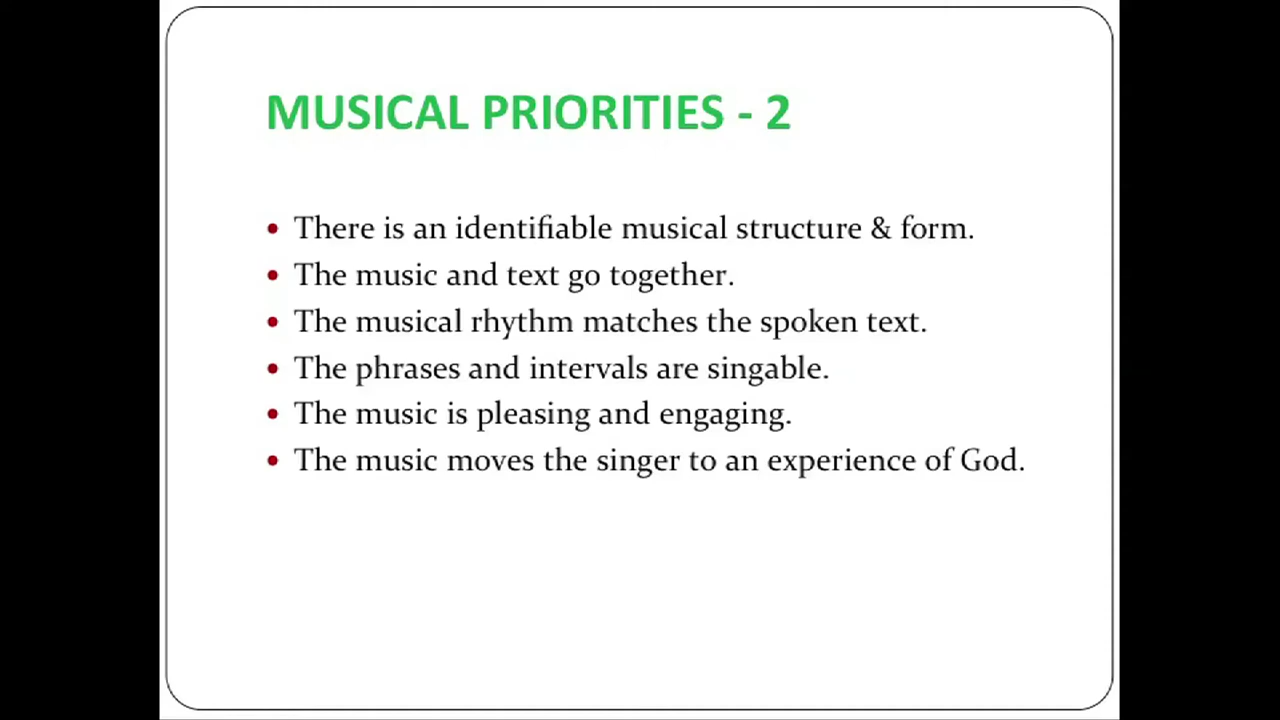 MUSICAL PRIORITIES - 2
• There is an identifiable musical structure & form.
• The music and text go together.
• The musical rhythm matches the spoken text.
• The phrases and intervals are singable.
• The music is pleasing and engaging.
• The music moves the singer to an experience of God.